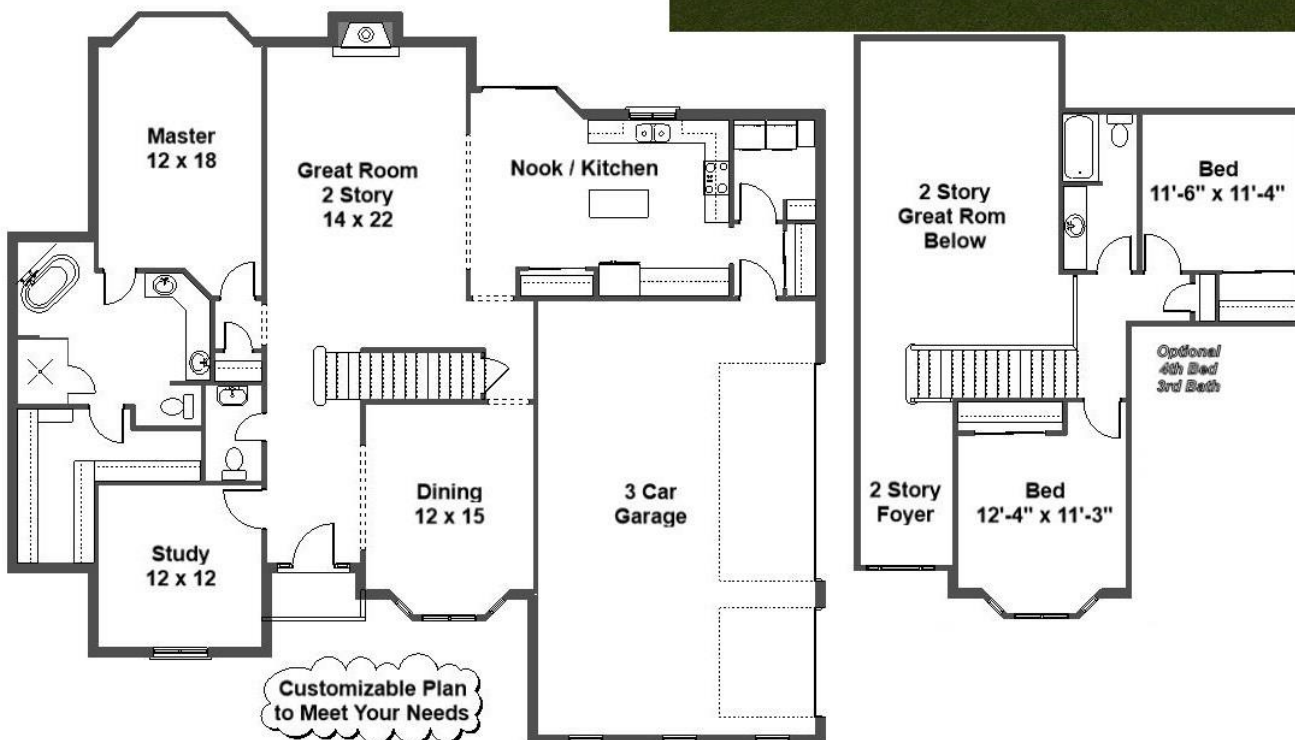 Master
12 x 18
Great Room
2 Story
14 x 22
Nook / Kitchen
Dining
12 x 15
3 Car
Garage
Study
12 x 12
Customizable Plan
to Meet Your Needs
2 Story
Great Rom
Below
Bed
11'-6" x 11'-4"
Optional
4th Bed
3rd Bath
2 Story
Foyer
Bed
12'-4" x 11'-3"